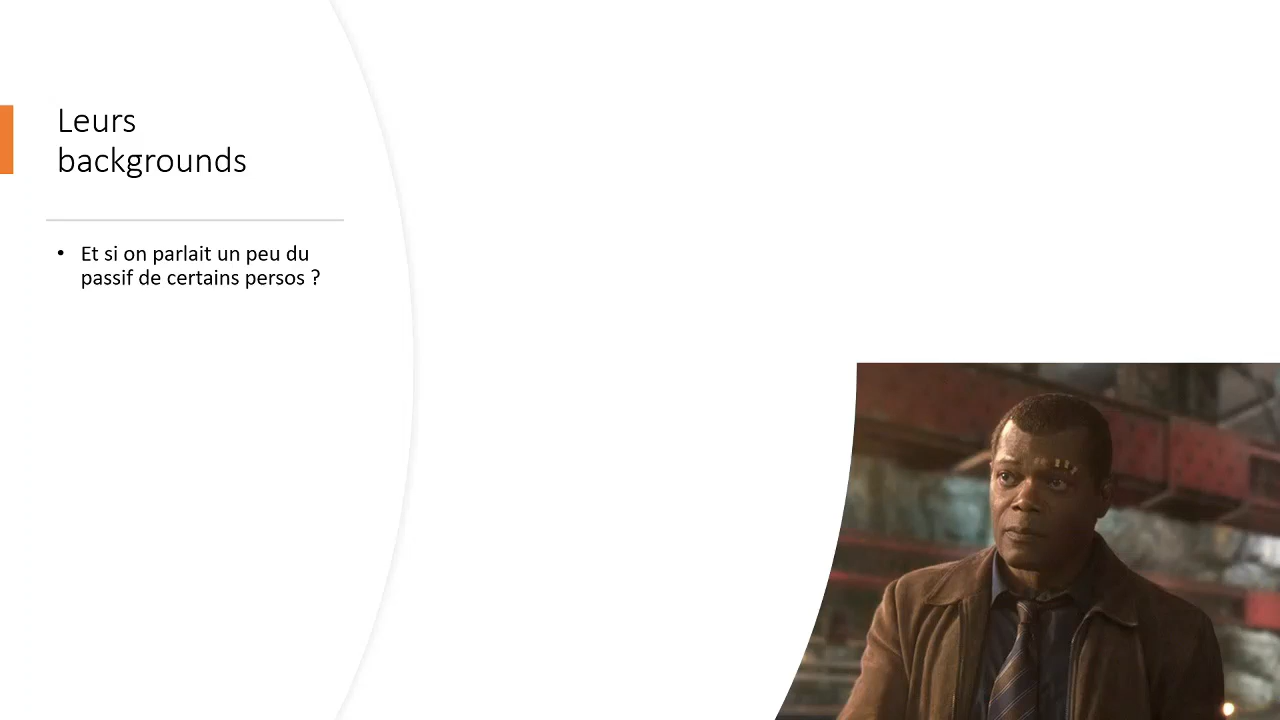 Leurs
backgrounds
• Et si on parlait un peu du
passif de certains persos ?